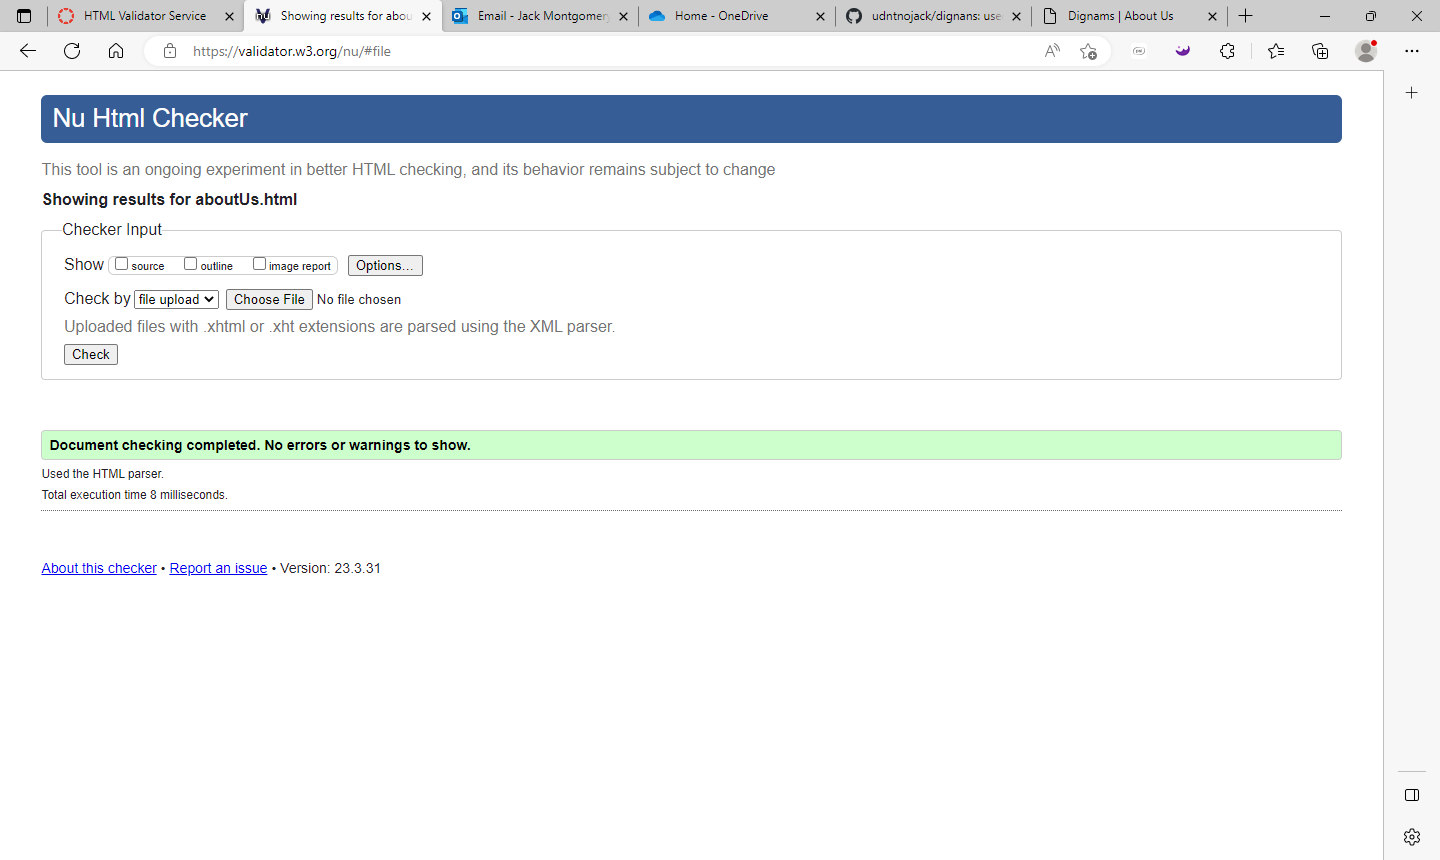 HTML Validator Service
Showing results for abou
Email - Jack Montgomery
Home - OneDrive
udntnojack/dignans: use
Dignams | About Us
https://validator.w3.org/nu/#file
Nu Html Checker
This tool is an ongoing experiment in better HTML checking, and its behavior remains subject to change
Showing results for aboutUs.html
Checker Input
Show source outline image report Options...
Check by file upload Choose File No file chosen
Uploaded files with .xhtml or .xht extensions are parsed using the XML parser.
Check
Document checking completed. No errors or warnings to show.
Used the HTML parser.
Total execution time 8 milliseconds.
About this checker • Report an issue • Version: 23.3.31